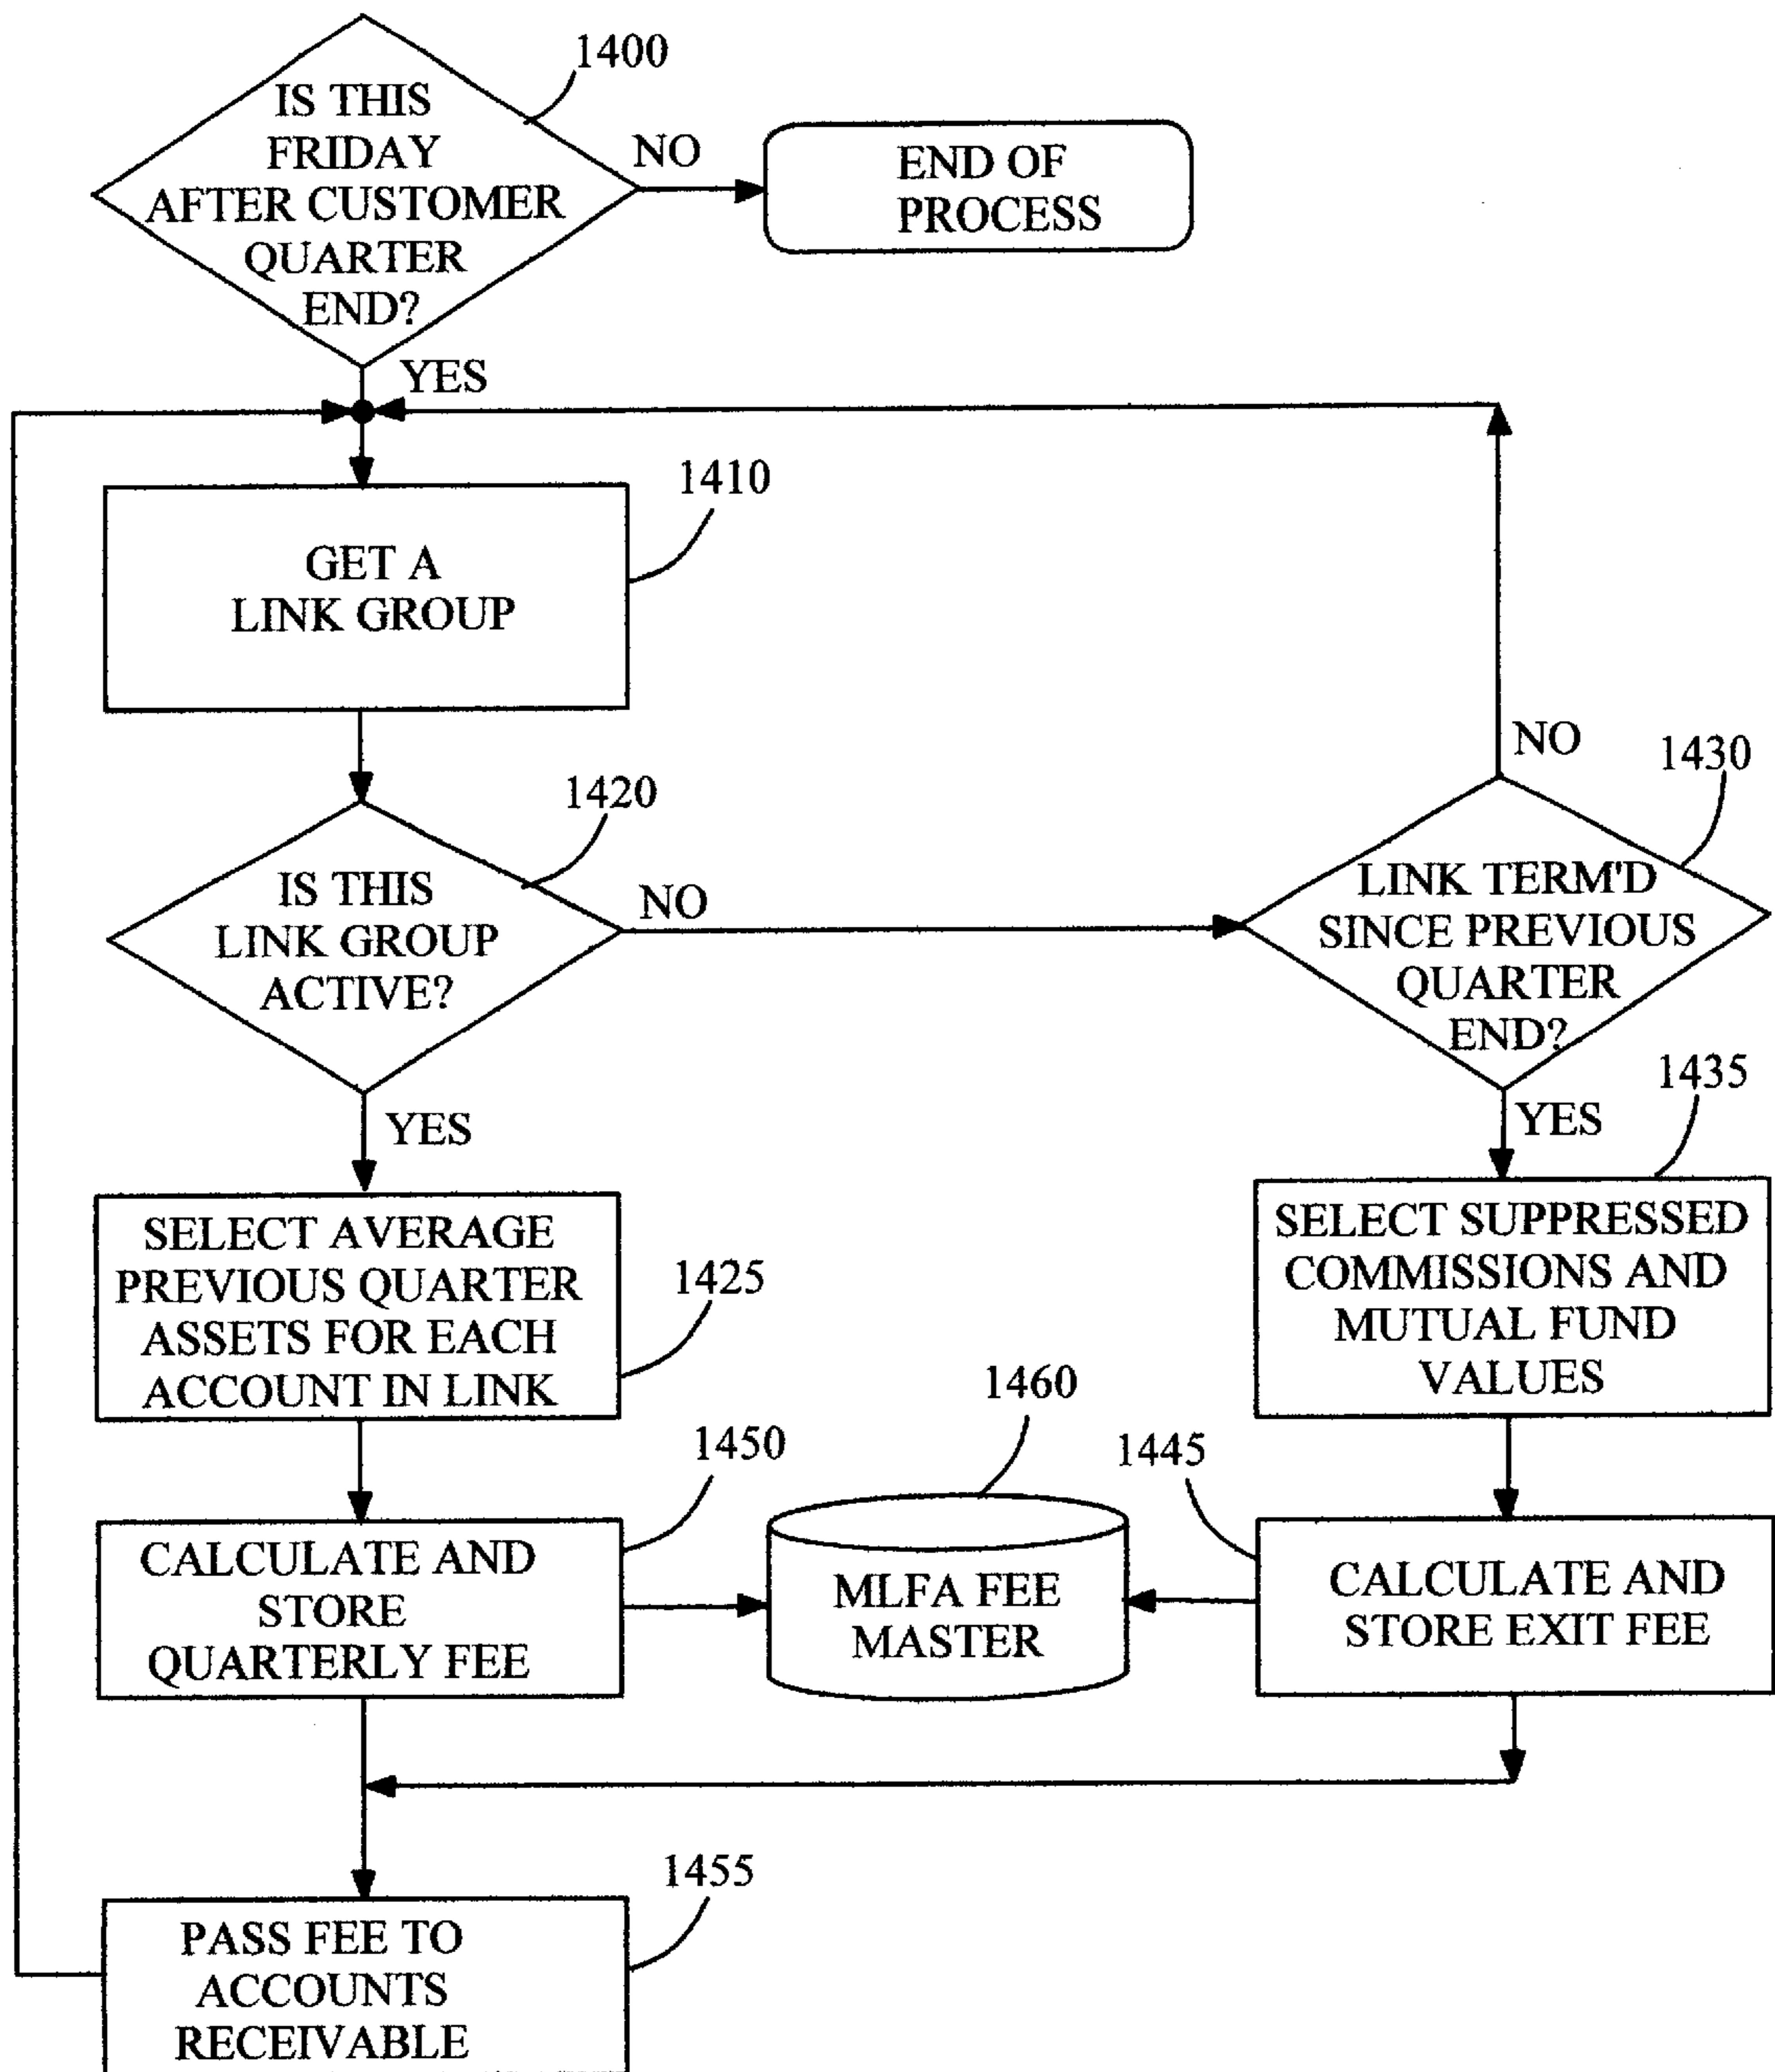 1400
IS THIS
FRIDAY
AFTER CUSTOMER
QUARTER
END?
NO
END OF
PROCESS
YES
1410
GET A
LINK GROUP
1420
IS THIS
LINK GROUP
ACTIVE?
NO
NO
1430
LINK TERM'D
SINCE PREVIOUS
QUARTER
END?
YES
YES
1435
SELECT AVERAGE
PREVIOUS QUARTER
ASSETS FOR EACH
ACCOUNT IN LINK
1425
SELECT SUPPRESSED
COMMISSIONS AND
MUTUAL FUND
VALUES
1450
1460
1445
CALCULATE AND
STORE
QUARTERLY FEE
MLFA FEE
MASTER
CALCULATE AND
STORE EXIT FEE
1455
PASS FEE TO
ACCOUNTS
RECEIVABLE